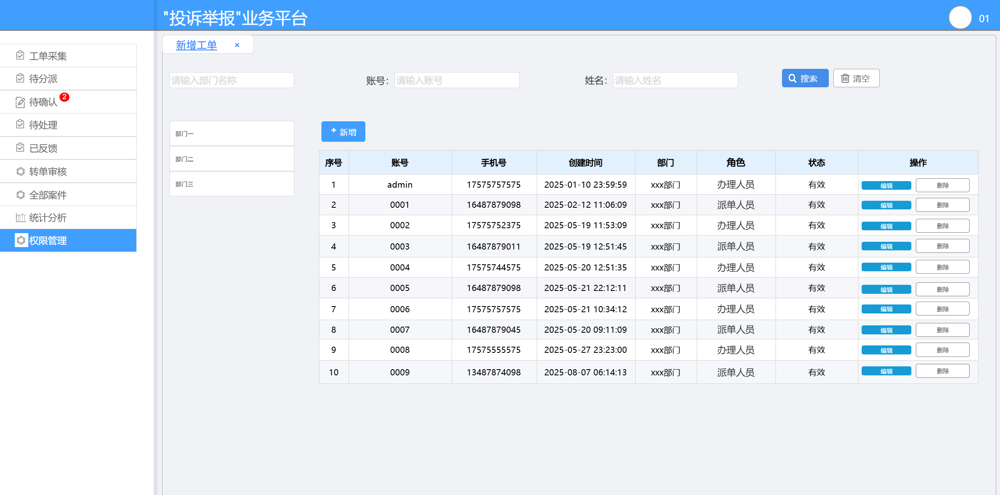 "投诉举报"业务平台
01
工单采集
待分派
待确认 2
待处理
已反馈
转单审核
全部案件
统计分析
权限管理
新增工单 ×
请输入部门名称 账号： 请输入账号 姓名： 请输入姓名 搜索 清空
部门一
部门二
部门三
+ 新增
序号 账号 手机号 创建时间 部门 角色 状态 操作
1 admin 17575757575 2025-01-10 23:59:59 xxx部门 办理人员 有效 编辑 删除
2 0001 16487879098 2025-02-12 11:06:09 xxx部门 派单人员 有效 编辑 删除
3 0002 17575752375 2025-05-19 11:53:09 xxx部门 办理人员 有效 编辑 删除
4 0003 16487879011 2025-05-19 12:51:45 xxx部门 派单人员 有效 编辑 删除
5 0004 17575744575 2025-05-20 12:51:35 xxx部门 办理人员 有效 编辑 删除
6 0005 16487879098 2025-05-21 22:12:11 xxx部门 派单人员 有效 编辑 删除
7 0006 17575757575 2025-05-21 10:34:12 xxx部门 办理人员 有效 编辑 删除
8 0007 16487879045 2025-05-20 09:11:09 xxx部门 派单人员 有效 编辑 删除
9 0008 17575555575 2025-05-27 23:23:00 xxx部门 办理人员 有效 编辑 删除
10 0009 13487874098 2025-08-07 06:14:13 xxx部门 派单人员 有效 编辑 删除